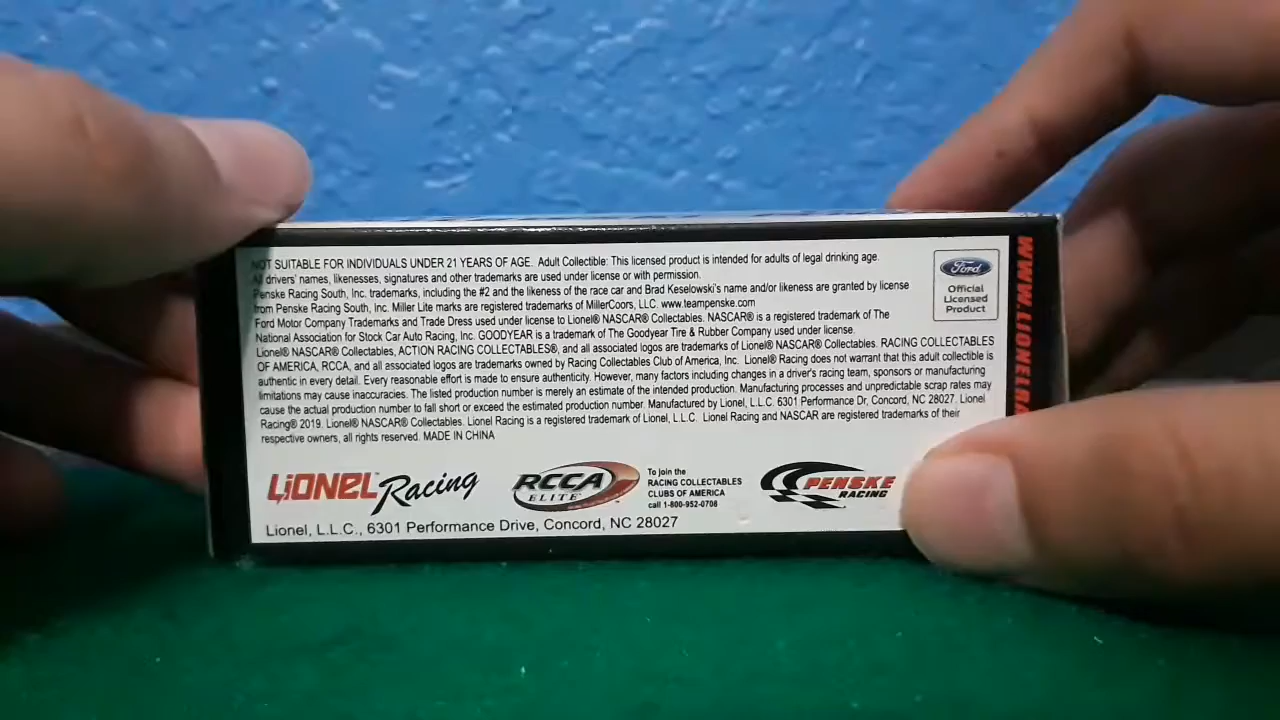 NOT SUITABLE FOR INDIVIDUALS UNDER 21 YEARS OF AGE. Adult Collectible: This licensed product is intended for adults of legal drinking age.
All drivers' names, likenesses, signatures and other trademarks are used under license or with permission.
Penske Racing South, Inc. trademarks, including the #2 and the likeness of the race car and Brad Keselowski's name and/or likeness are granted by license
from Penske Racing South, Inc. Miller Lite marks are registered trademarks of MillerCoors, LLC. www.teampenske.com
Ford Motor Company Trademarks and Trade Dress used under license to Lionel® NASCAR® Collectables. NASCAR® is a registered trademark of The
National Association for Stock Car Auto Racing, Inc. GOODYEAR is a trademark of The Goodyear Tire & Rubber Company used under license.
Lionel® NASCAR® Collectables, ACTION RACING COLLECTABLES®, and all associated logos are trademarks of Lionel® NASCAR® Collectables. RACING COLLECTABLES
OF AMERICA, RCCA, and all associated logos are trademarks owned by Racing Collectables Club of America, Inc. Lionel® Racing does not warrant that this adult collectible is
authentic in every detail. Every reasonable effort is made to ensure authenticity. However, many factors including changes in a driver's racing team, sponsors or manufacturing
limitations may cause inaccuracies. The listed production number is merely an estimate of the intended production. Manufacturing processes and unpredictable scrap rates may
cause the actual production number to fall short or exceed the estimated production number. Manufactured by Lionel, L.L.C. 6301 Performance Dr, Concord, NC 28027. Lionel
Racing® 2019. Lionel® NASCAR® Collectables. Lionel Racing is a registered trademark of Lionel, L.L.C. Lionel Racing and NASCAR are registered trademarks of their
respective owners, all rights reserved. MADE IN CHINA
Ford
Official
Licensed
Product
WWW.LIONELRA
LIONEL Racing
RCCA
ELITE
To join the
RACING COLLECTABLES
CLUBS OF AMERICA
call 1-800-952-0708
PENSKE
RACING
Lionel, L.L.C., 6301 Performance Drive, Concord, NC 28027